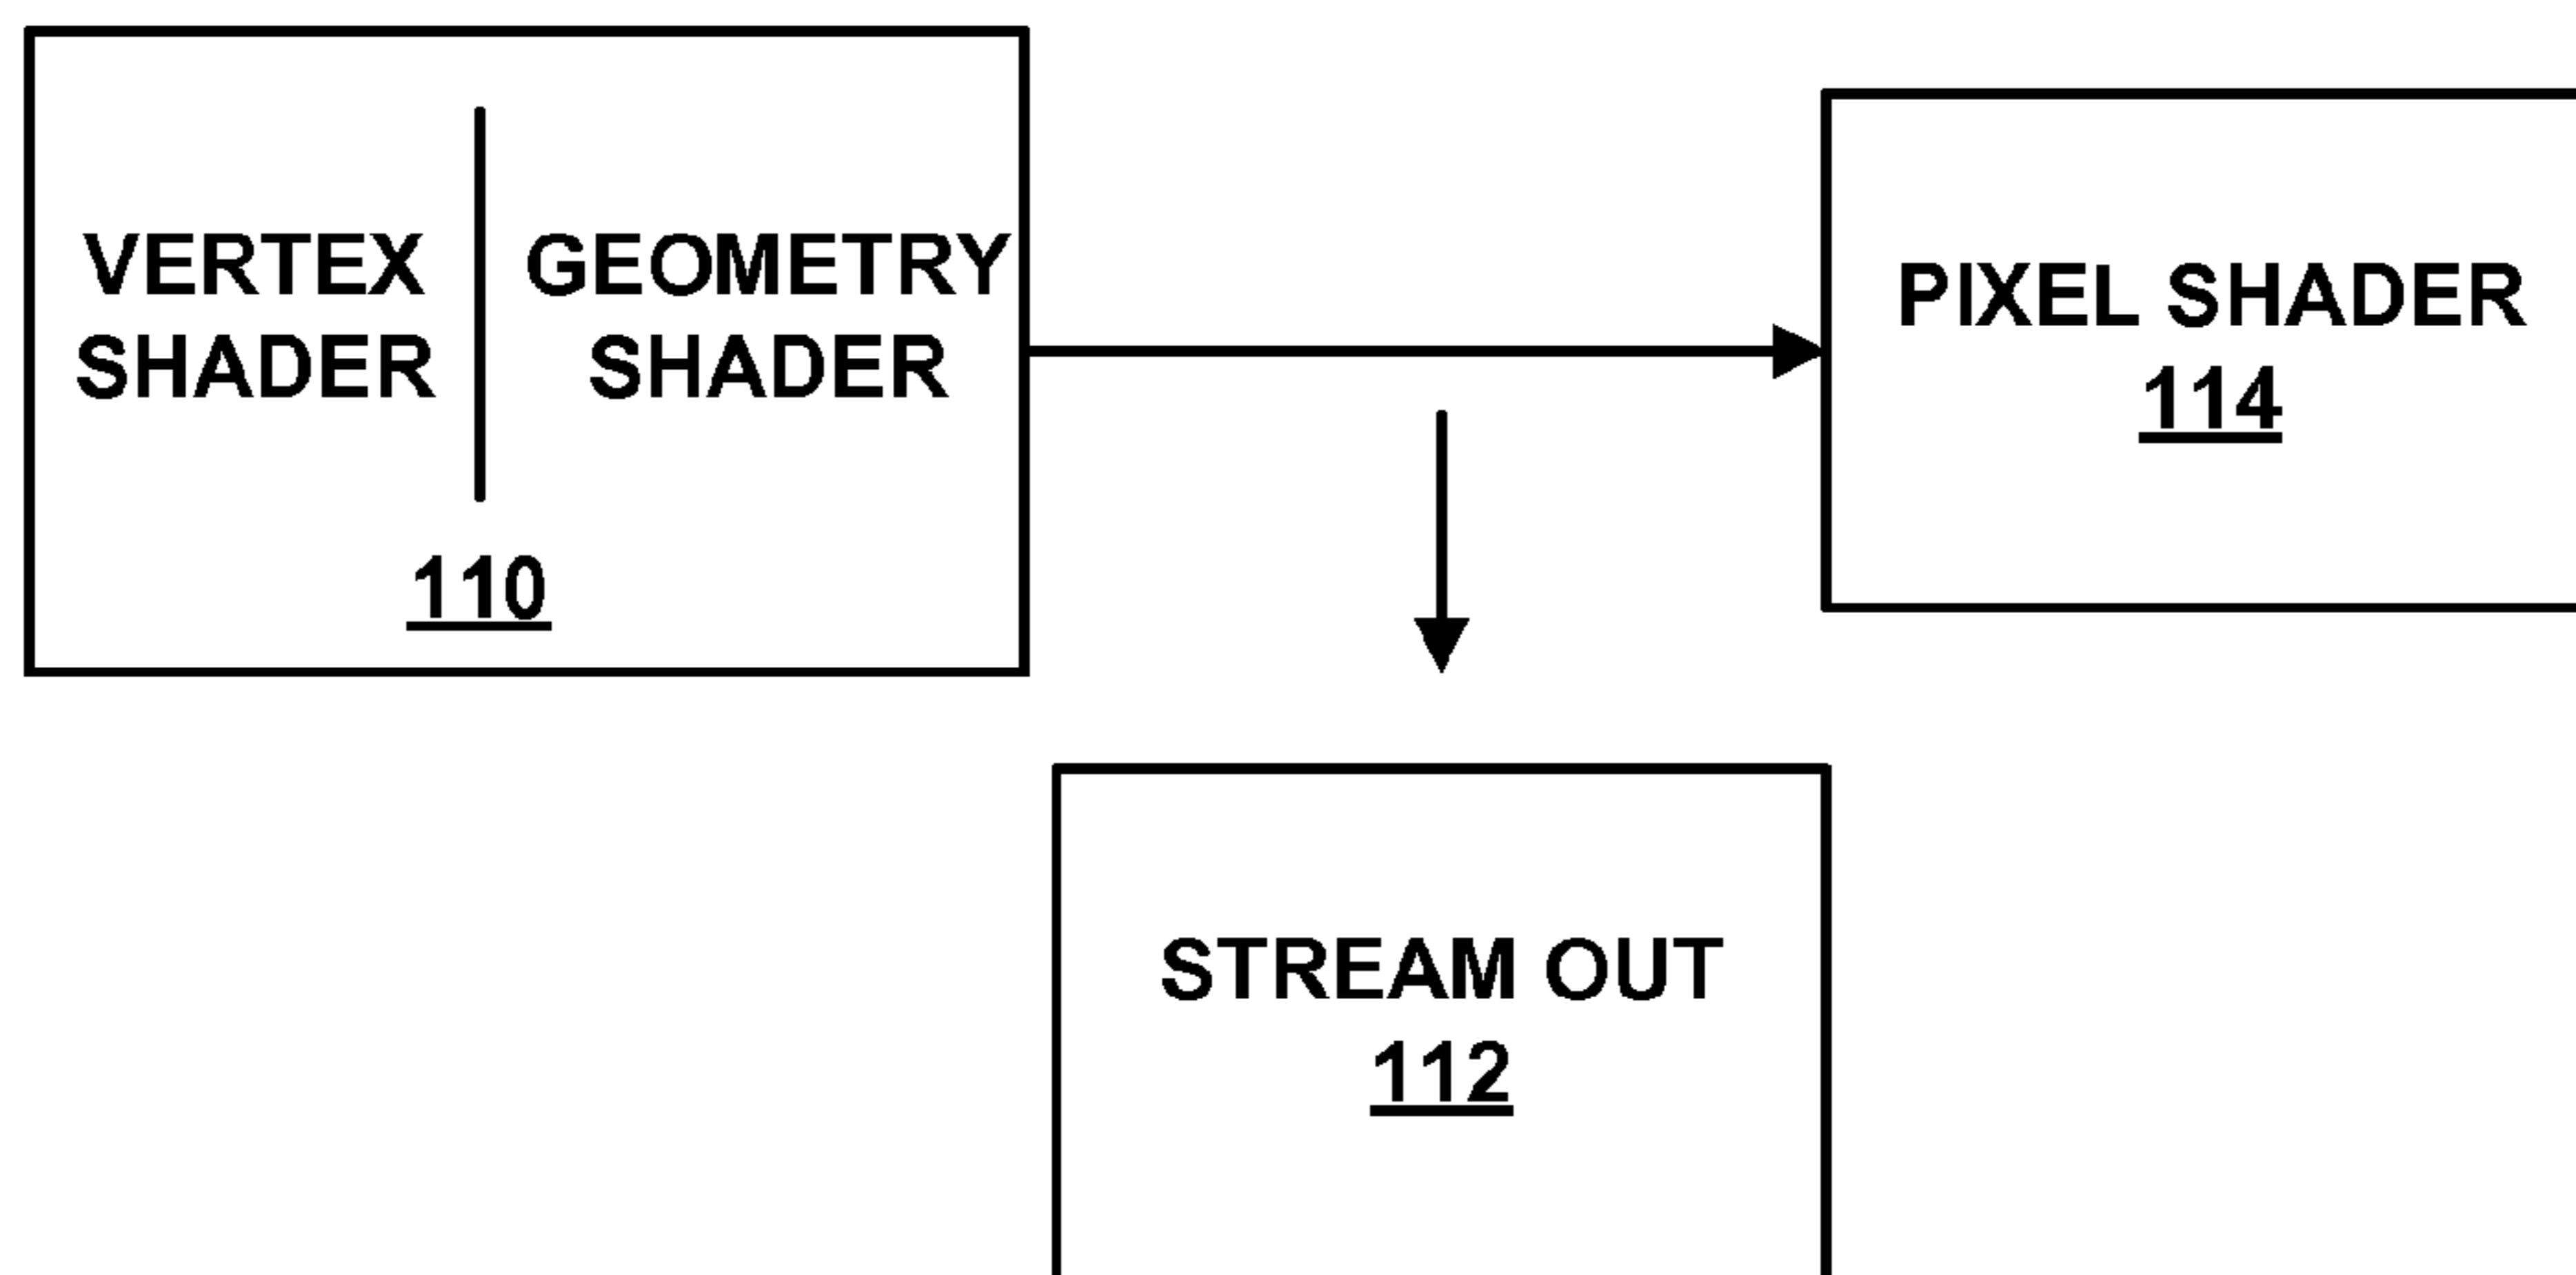 VERTEX
SHADER
GEOMETRY
SHADER
110
PIXEL SHADER
114
STREAM OUT
112